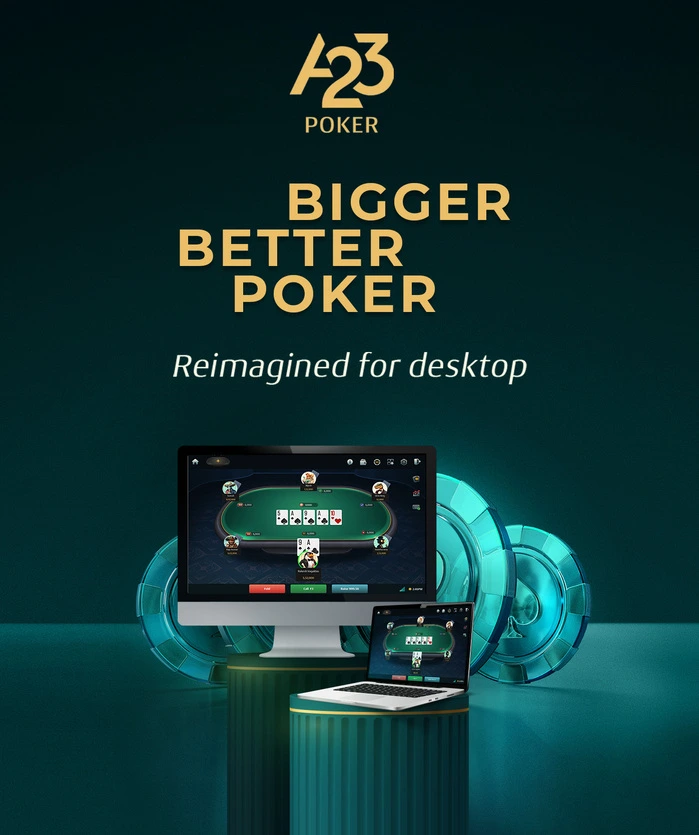 A23
POKER
BIGGER
BETTER
POKER
Reimagined for desktop